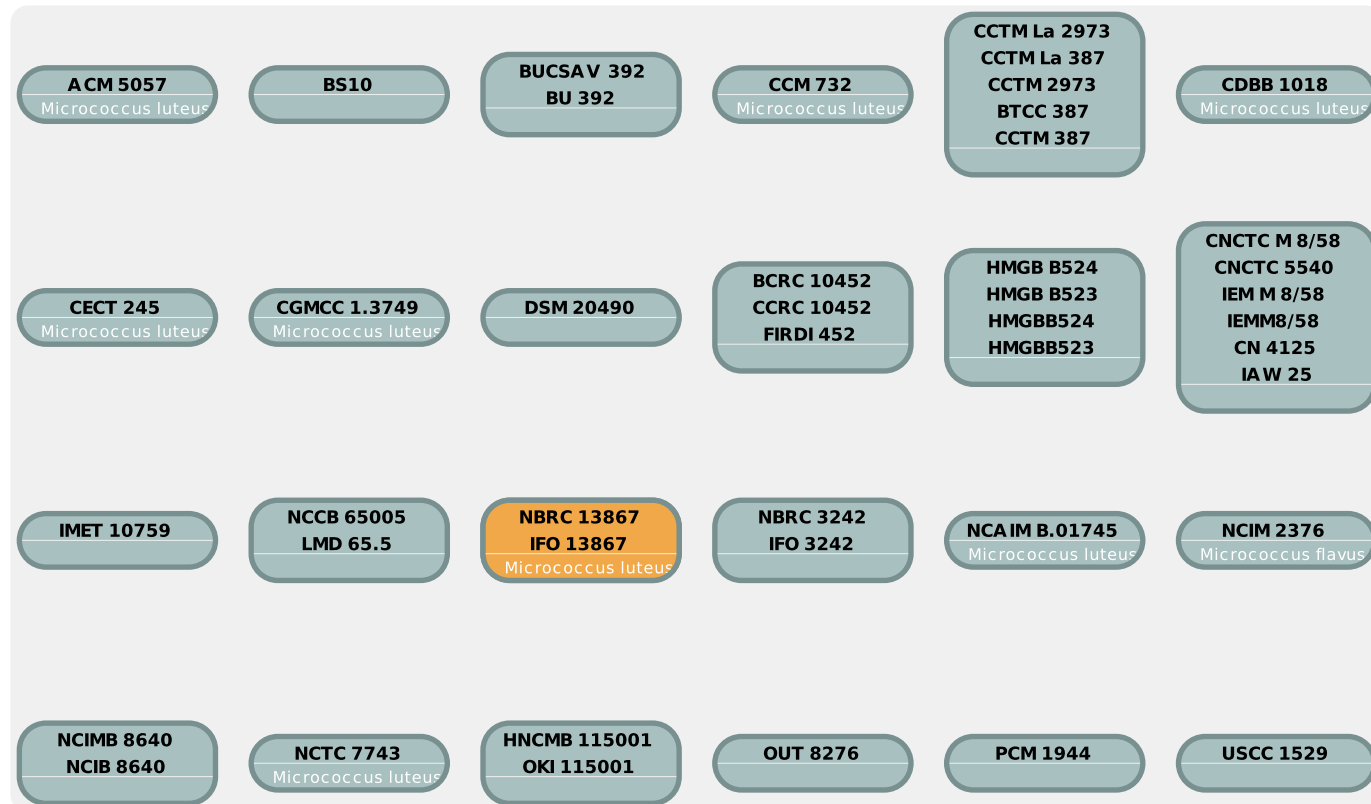 ACM 5057
Micrococcus luteus
BS10
BUCSAV 392
BU 392
CCM 732
Micrococcus luteus
CCTM La 2973
CCTM La 387
CCTM 2973
BTCC 387
CCTM 387
CDBB 1018
Micrococcus luteus
CECT 245
Micrococcus luteus
CGMCC 1.3749
Micrococcus luteus
DSM 20490
BCRC 10452
CCRC 10452
FIRDI 452
HMGB B524
HMGB B523
HMGBB524
HMGBB523
CNCTC M 8/58
CNCTC 5540
IEM M 8/58
IEMM8/58
CN 4125
IAW 25
IMET 10759
NCCB 65005
LMD 65.5
NBRC 13867
IFO 13867
Micrococcus luteus
NBRC 3242
IFO 3242
NCAIM B.01745
Micrococcus luteus
NCIM 2376
Micrococcus flavus
NCIMB 8640
NCIB 8640
NCTC 7743
Micrococcus luteus
HNCMB 115001
OKI 115001
OUT 8276
PCM 1944
USCC 1529